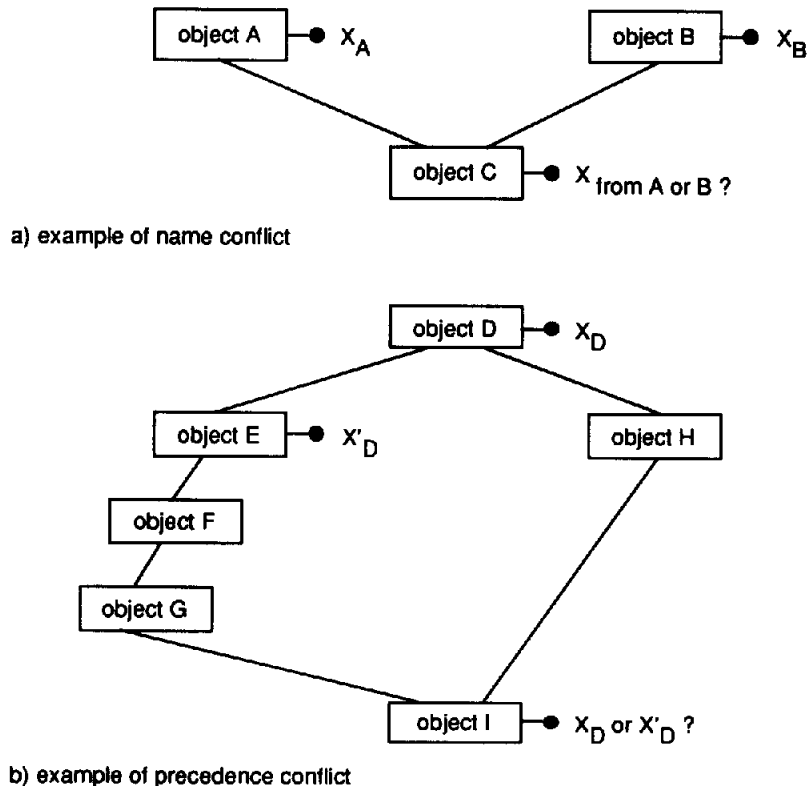 object A
X_A
object B
X_B
object C
X from A or B ?
a) example of name conflict
object D
X_D
object E
X'_D
object H
object F
object G
object I
X_D or X'_D ?
b) example of precedence conflict